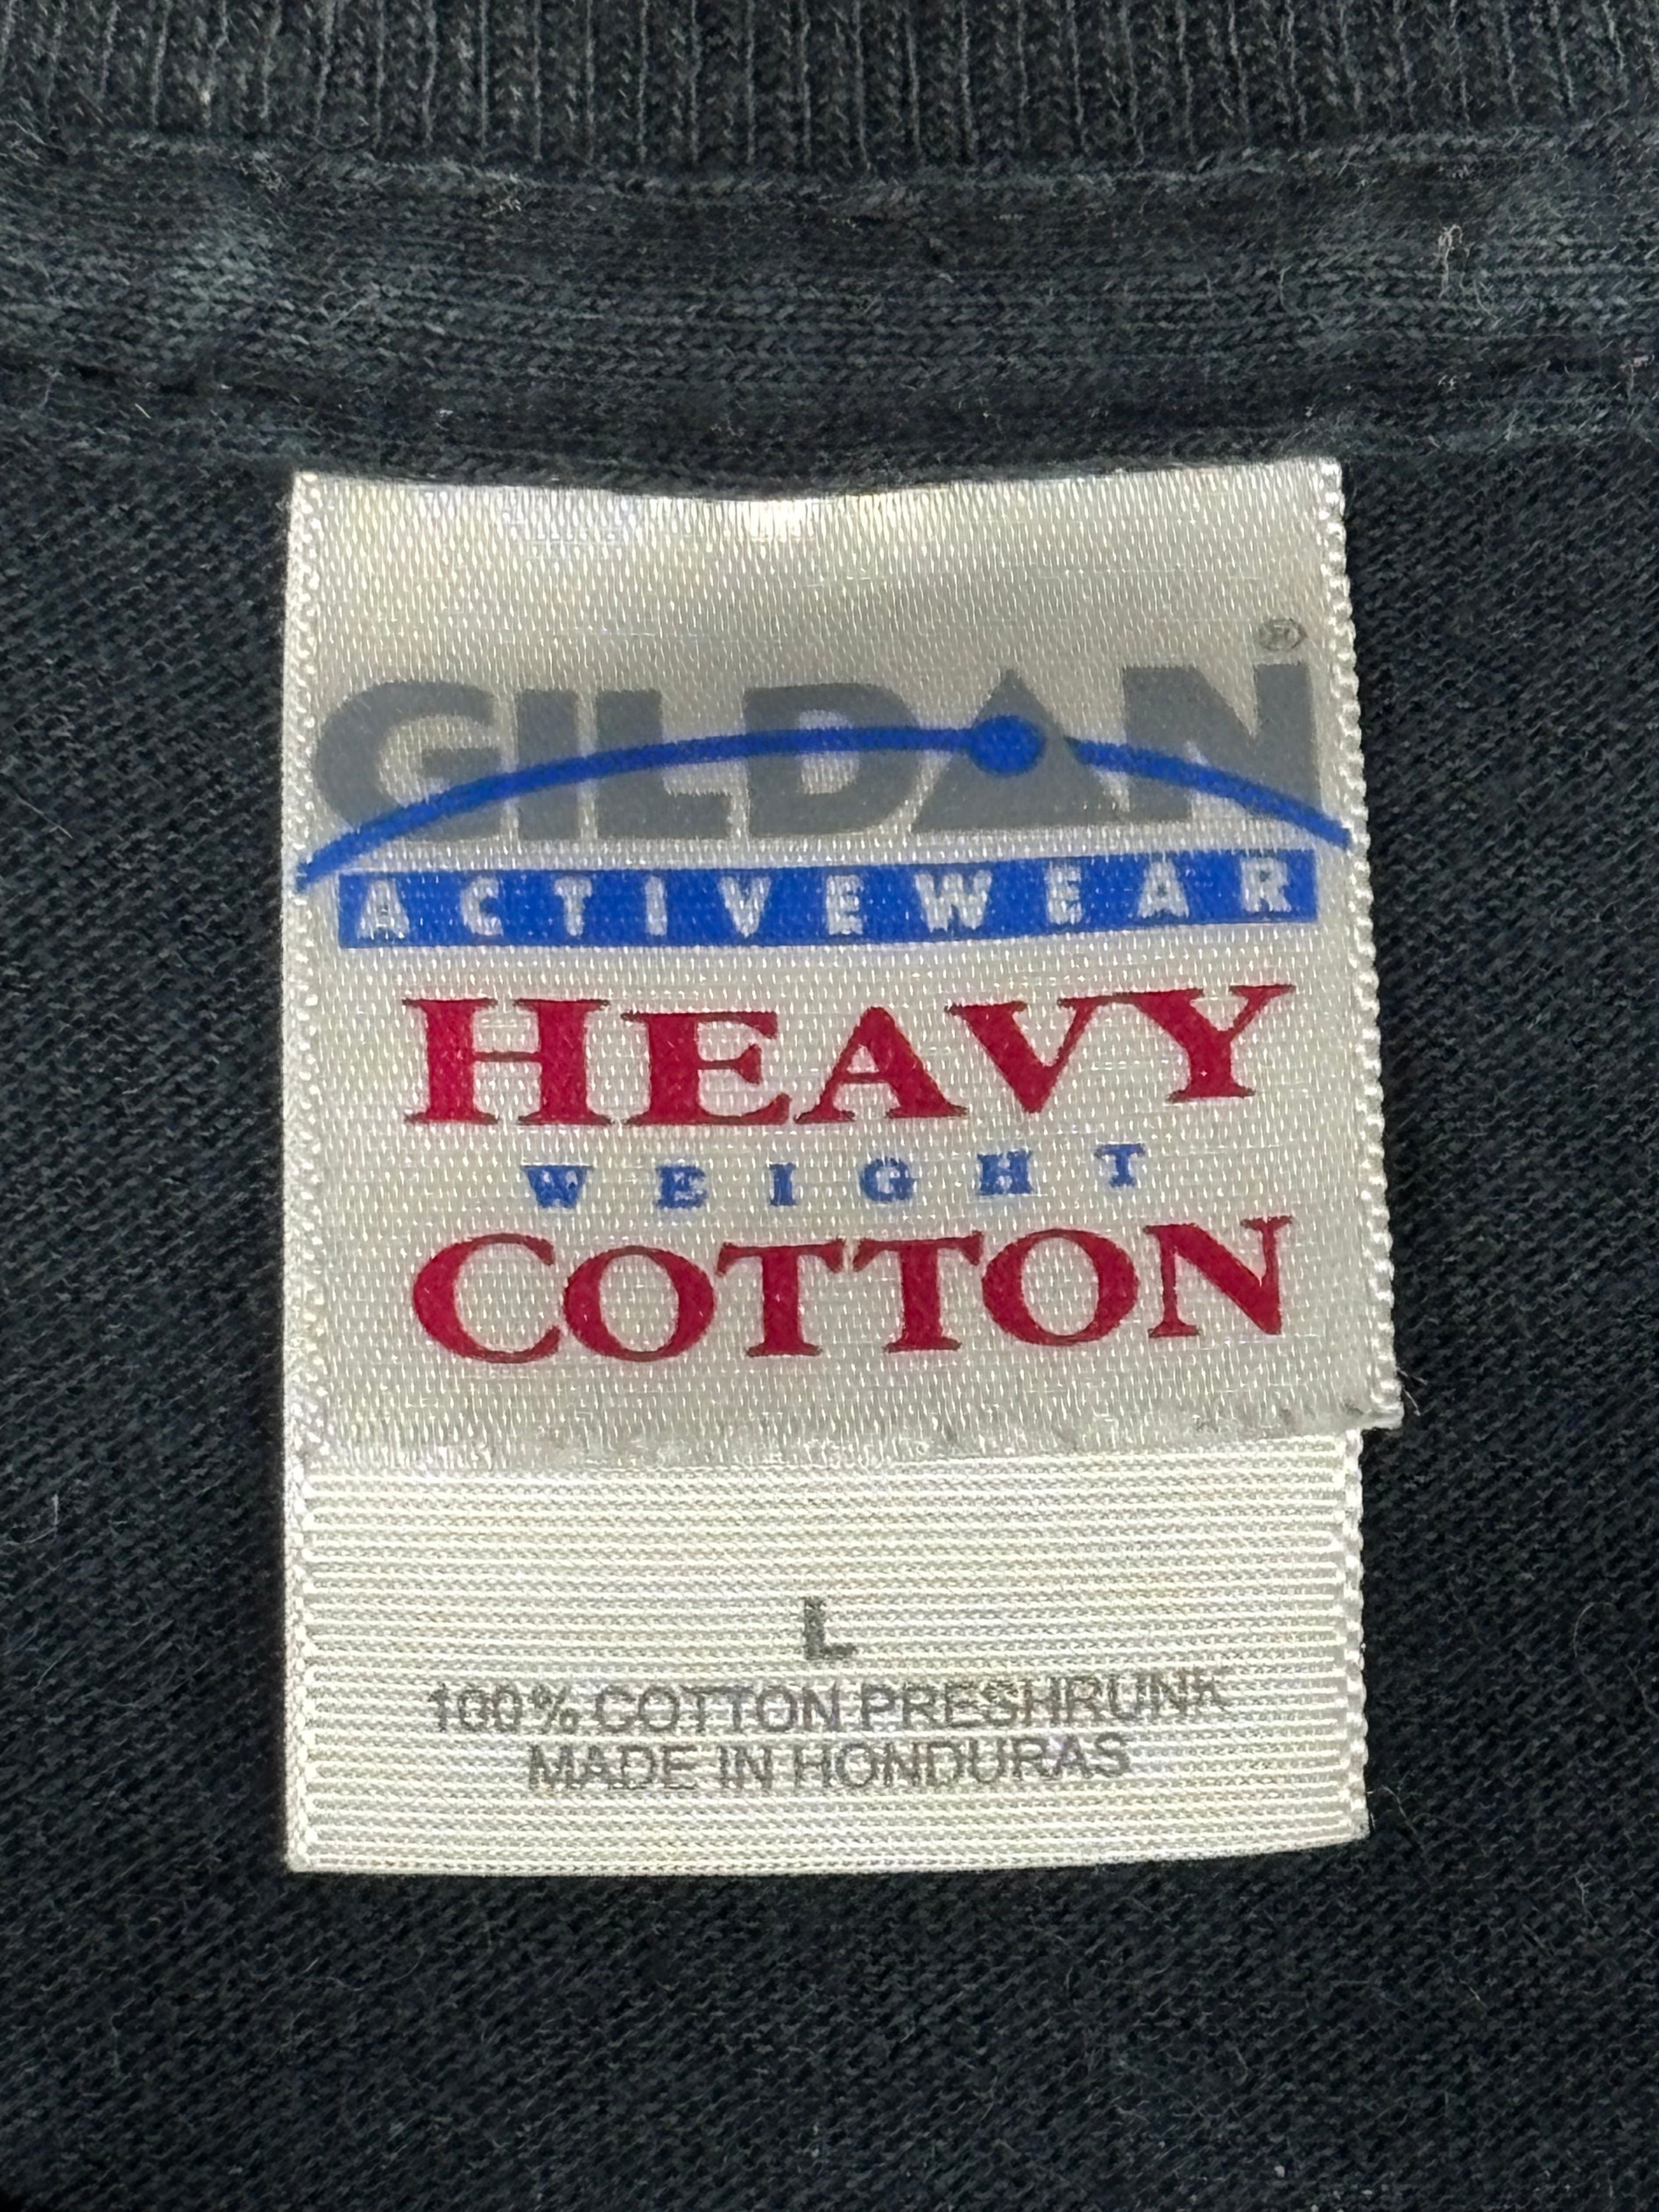 GILDAN®
ACTIVEWEAR
HEAVY
WEIGHT
COTTON
L
100% COTTON PRESHRUNK
MADE IN HONDURAS